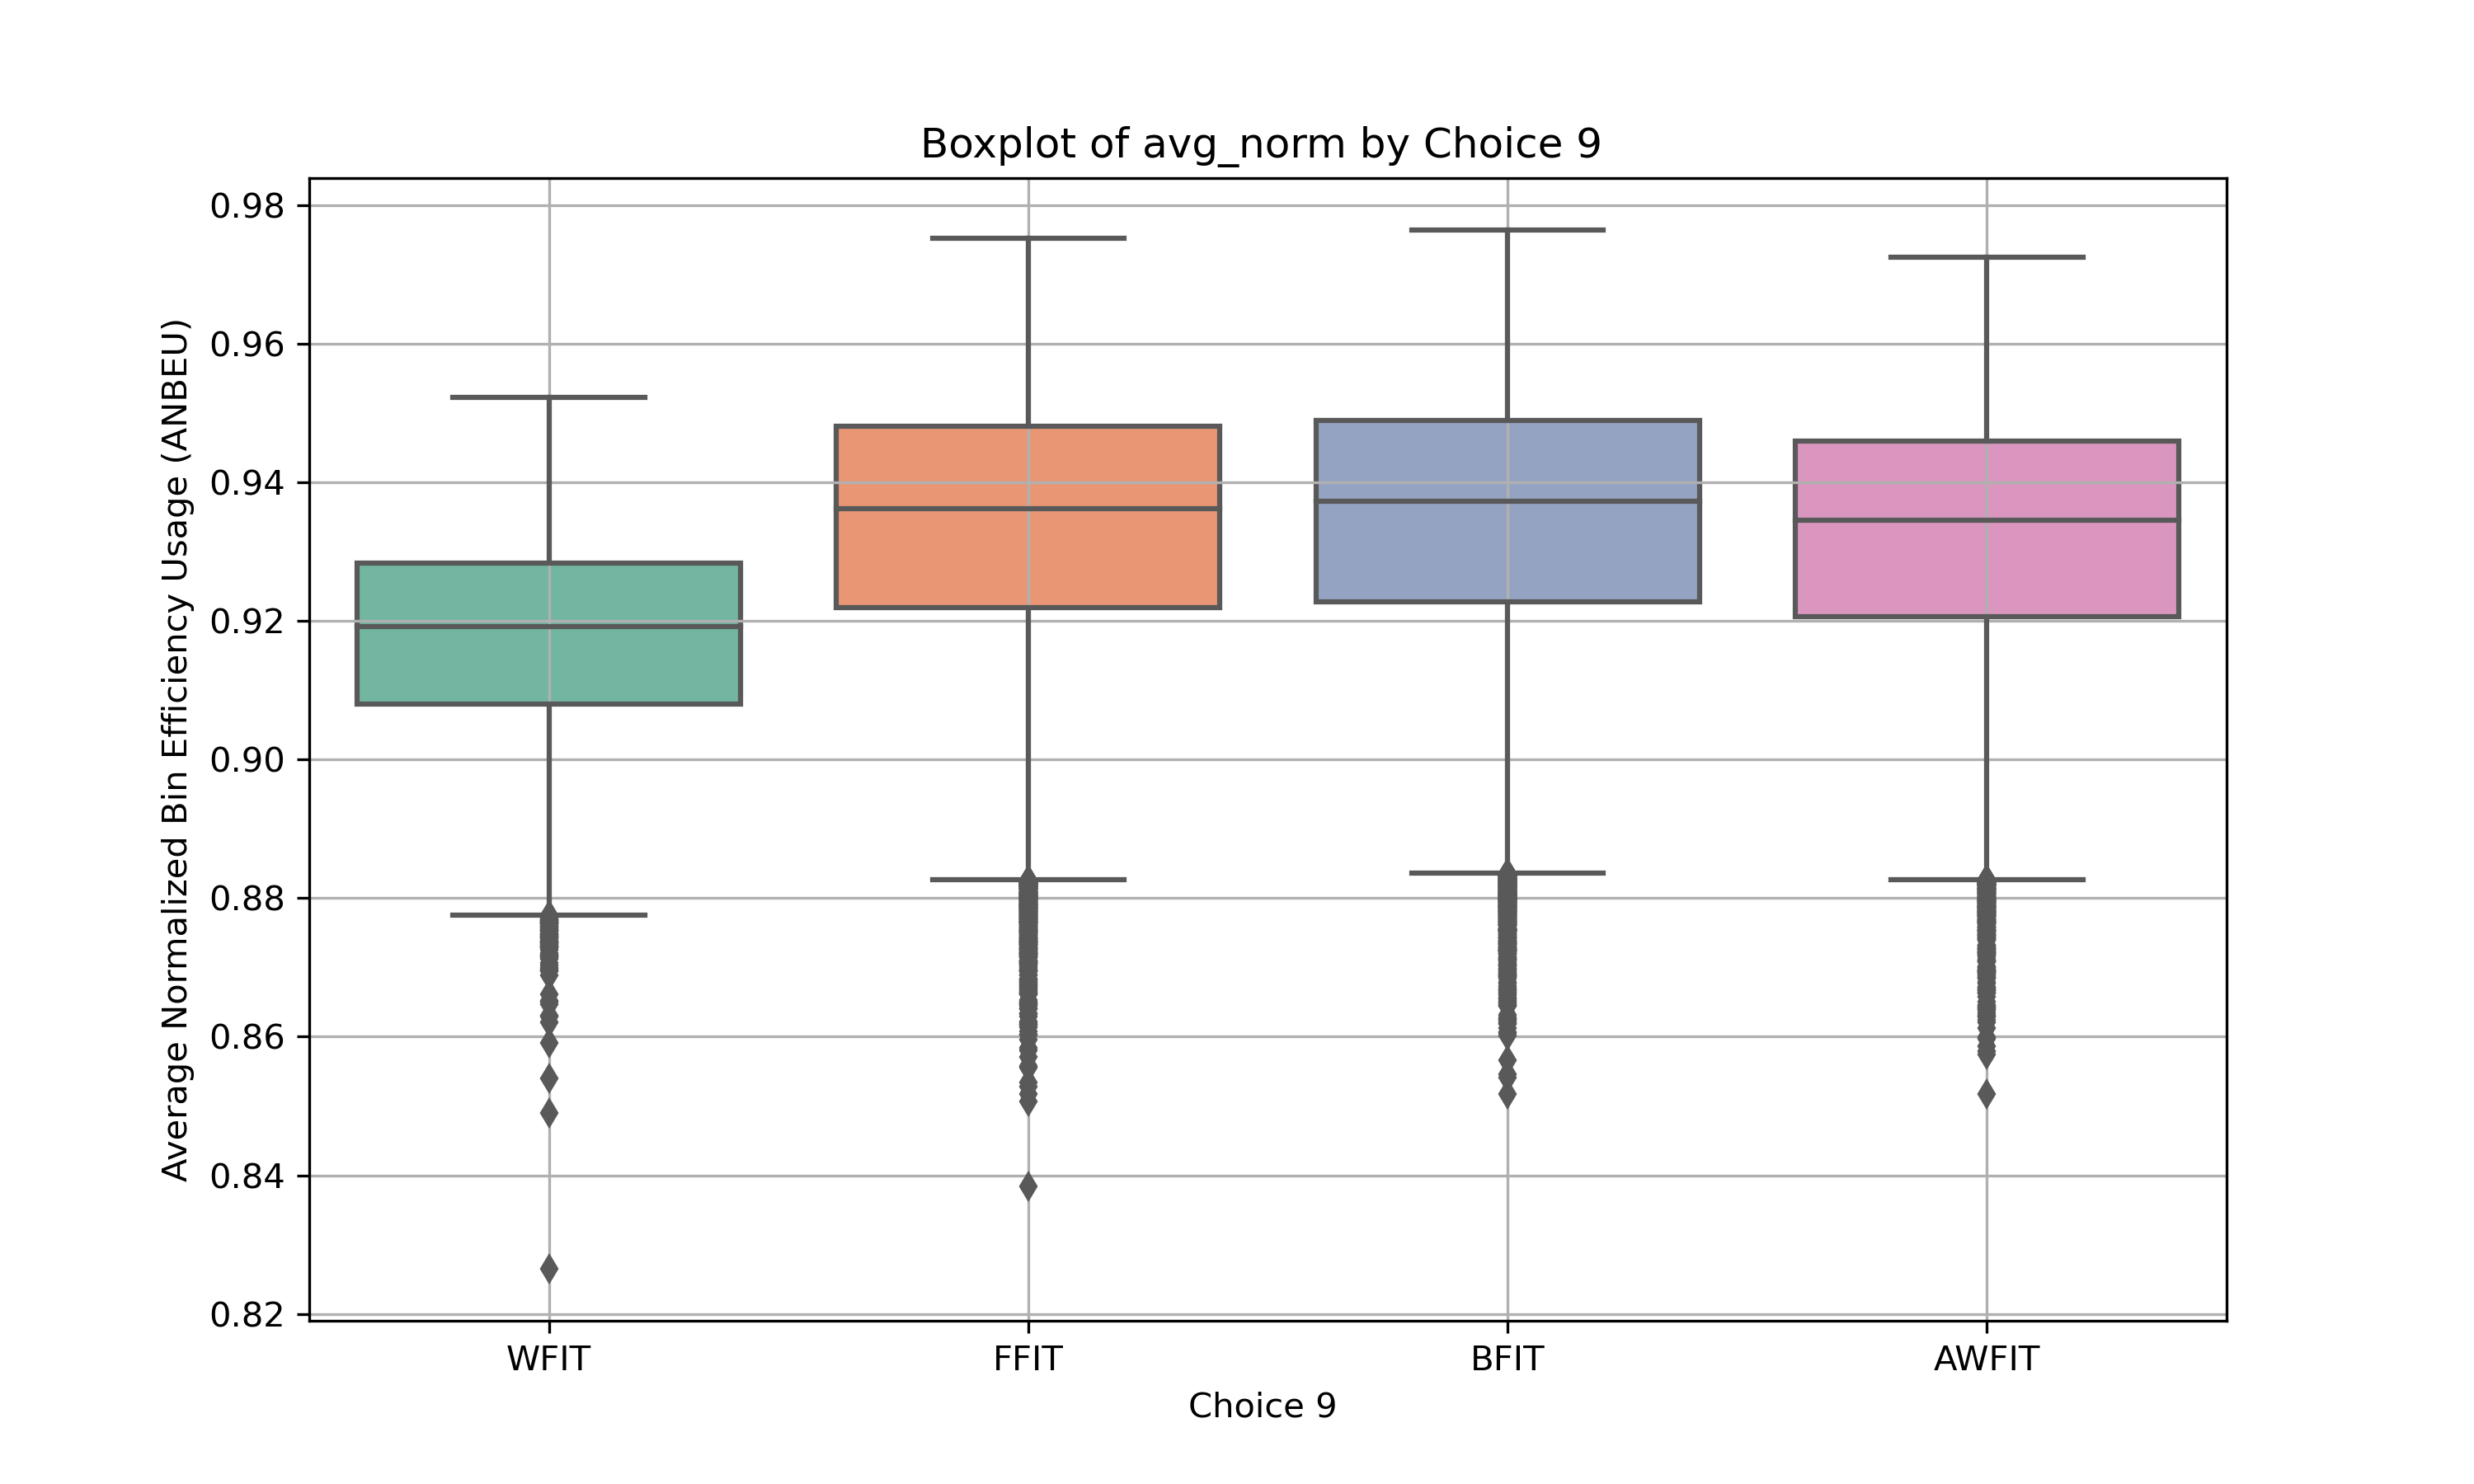 Boxplot of avg_norm by Choice 9
Average Normalized Bin Efficiency Usage (ANBEU)
0.98
0.96
0.94
0.92
0.90
0.88
0.86
0.84
0.82
WFIT FFIT BFIT AWFIT
Choice 9